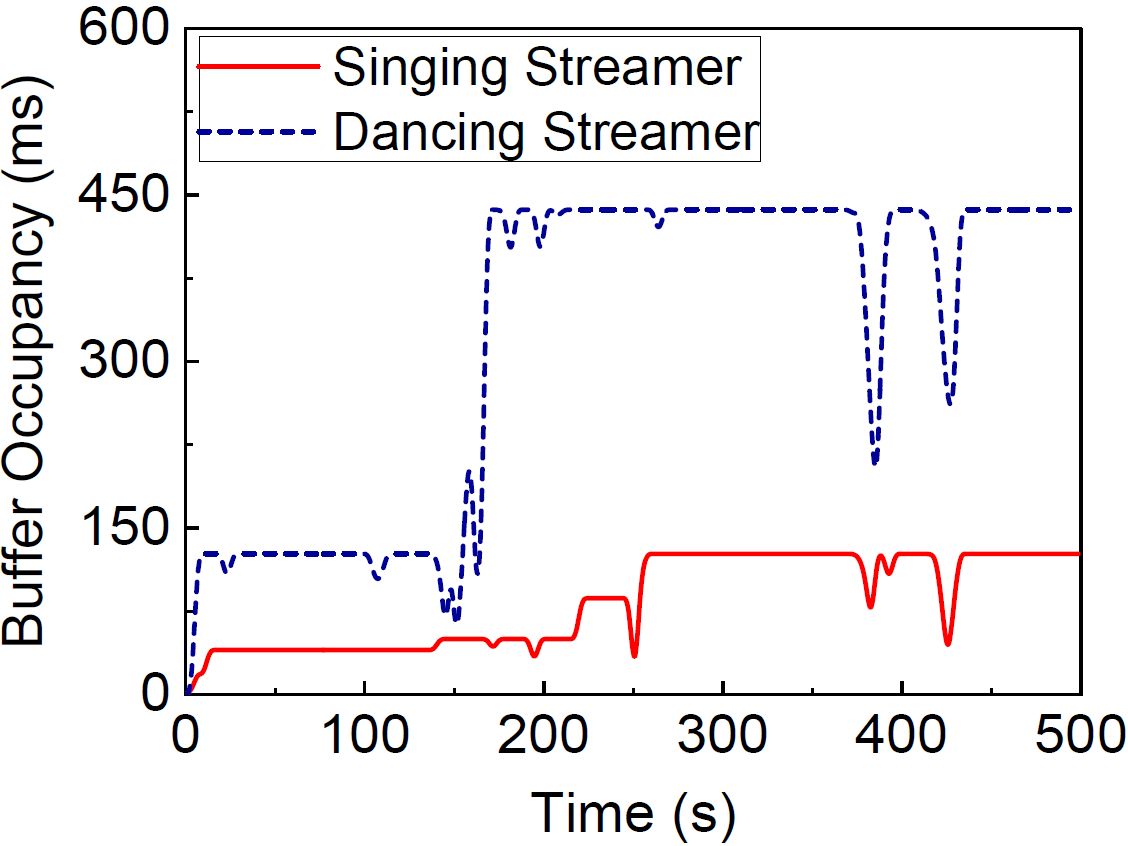 600
450
300
150
0
Buffer Occupancy (ms)
Singing Streamer
Dancing Streamer
0 100 200 300 400 500
Time (s)